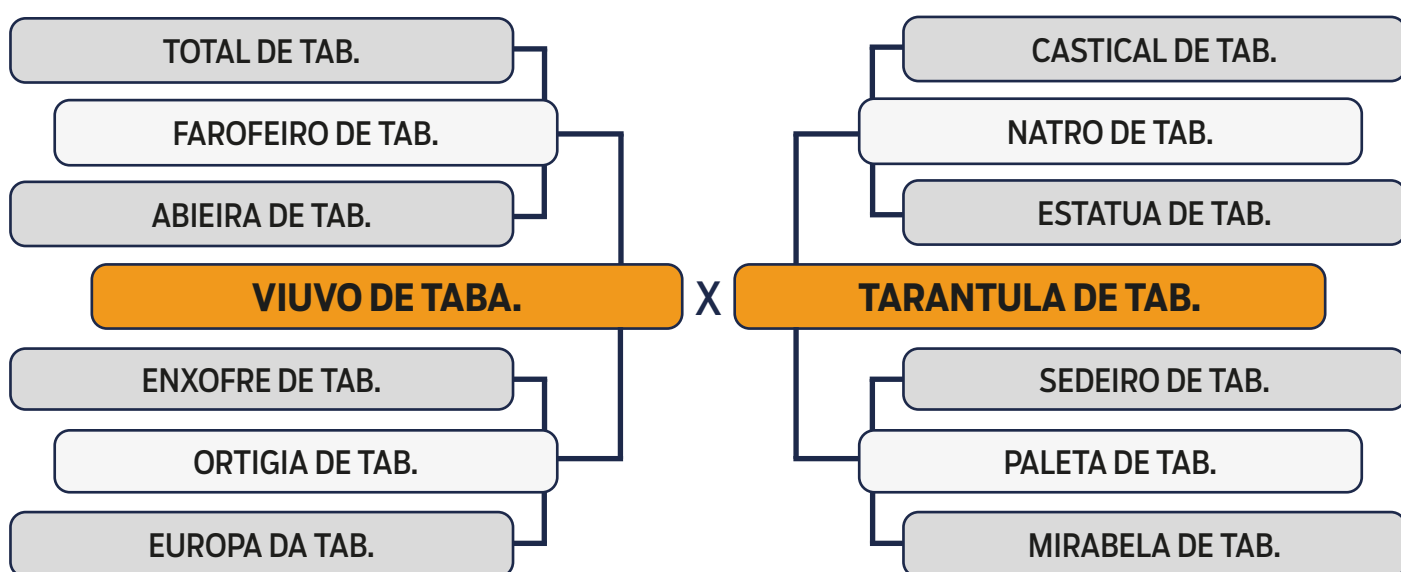 TOTAL DE TAB.
FAROFEIRO DE TAB.
ABIEIRA DE TAB.
VIUVO DE TABA.
ENXOFRE DE TAB.
ORTIGIA DE TAB.
EUROPA DA TAB.
X
CASTICAL DE TAB.
NATRO DE TAB.
ESTATUA DE TAB.
TARANTULA DE TAB.
SEDEIRO DE TAB.
PALETA DE TAB.
MIRABELA DE TAB.